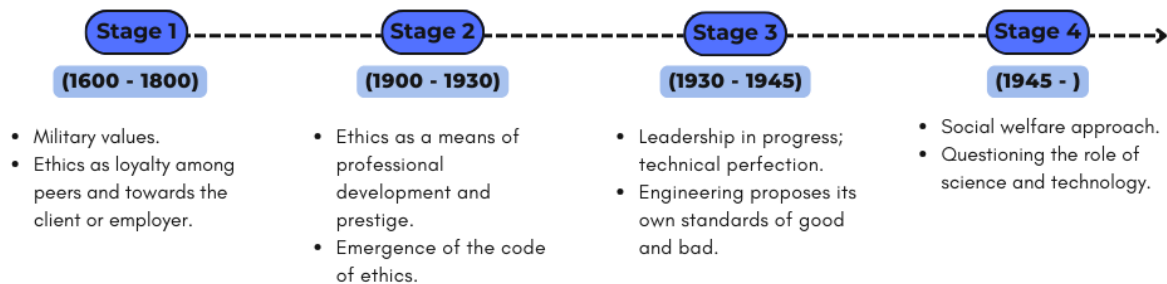 Stage 1
Stage 2
Stage 3
Stage 4
(1600 - 1800)
(1900 - 1930)
(1930 - 1945)
(1945 - )
• Military values.
• Ethics as loyalty among
peers and towards the
client or employer.
• Ethics as a means of
professional
development and
prestige.
• Emergence of the code
of ethics.
• Leadership in progress;
technical perfection.
• Engineering proposes its
own standards of good
and bad.
• Social welfare approach.
• Questioning the role of
science and technology.